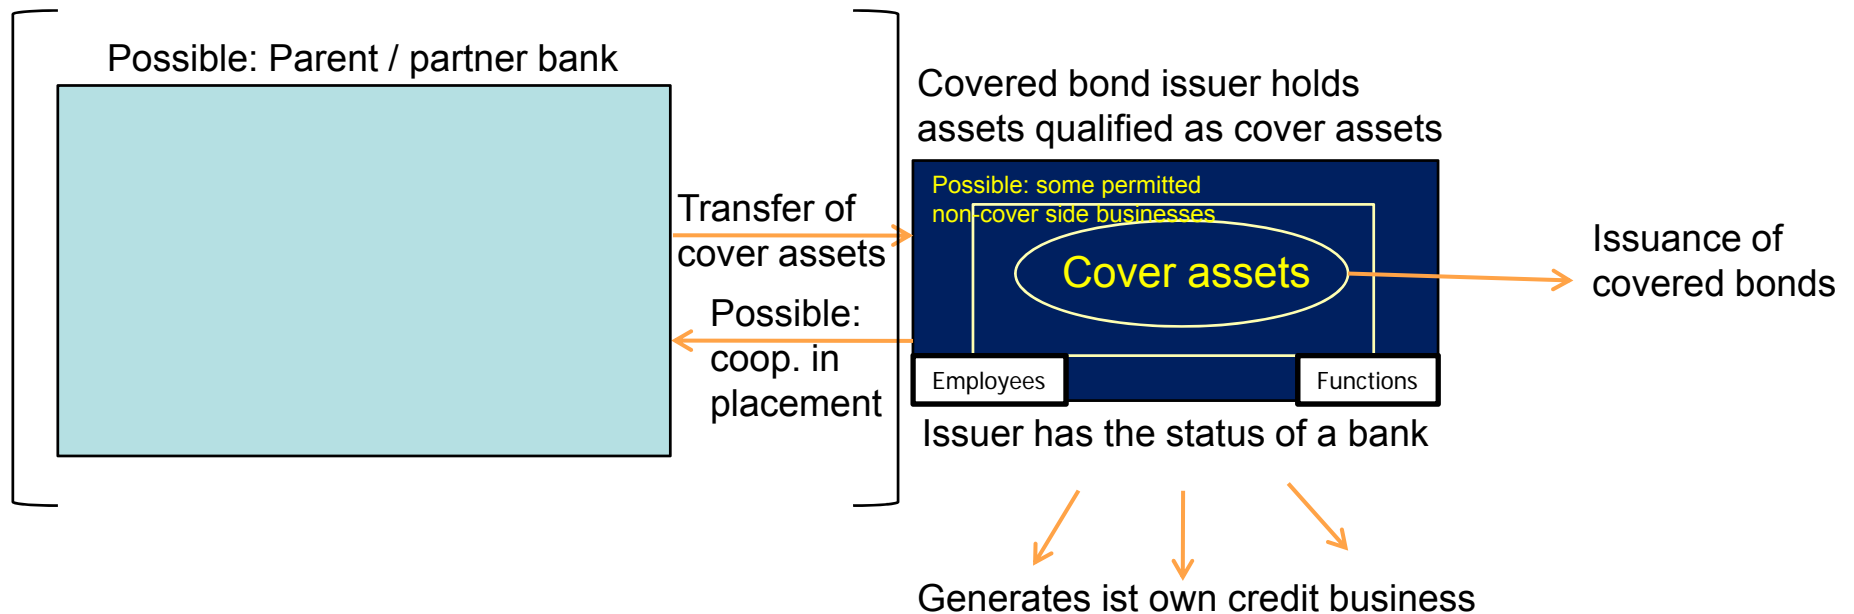 Possible: Parent / partner bank
Covered bond issuer holds
assets qualified as cover assets
Possible: some permitted
non-cover side businesses
Transfer of
cover assets
Cover assets
Issuance of
covered bonds
Possible:
coop. in
placement
Employees
Functions
Issuer has the status of a bank
Generates ist own credit business